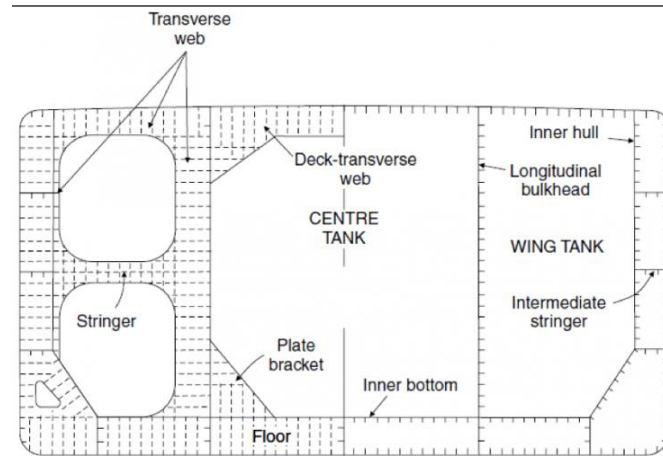 Transverse
web
Inner hull
Deck-transverse
web
Longitudinal
bulkhead
CENTRE
TANK
WING TANK
Stringer
Intermediate
stringer
Plate
bracket
Inner bottom
Floor